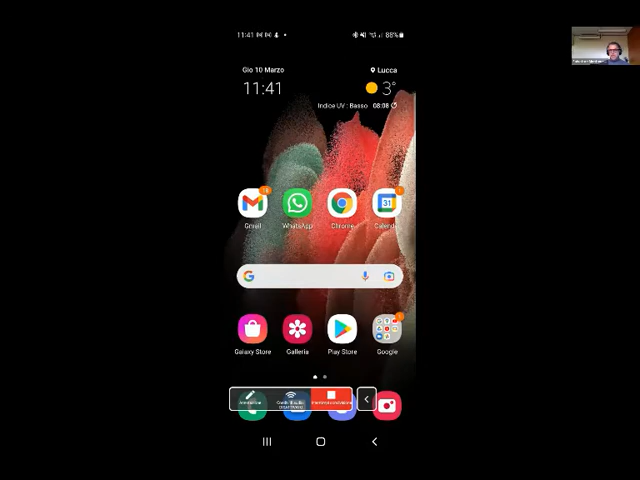 11:41
88%
Gio 10 Marzo
Lucca
11:41
3°
Indice UV : Basso 08:08
Gmail
WhatsApp
Chrome
31
Galaxy Store
Galleria
Play Store
Google